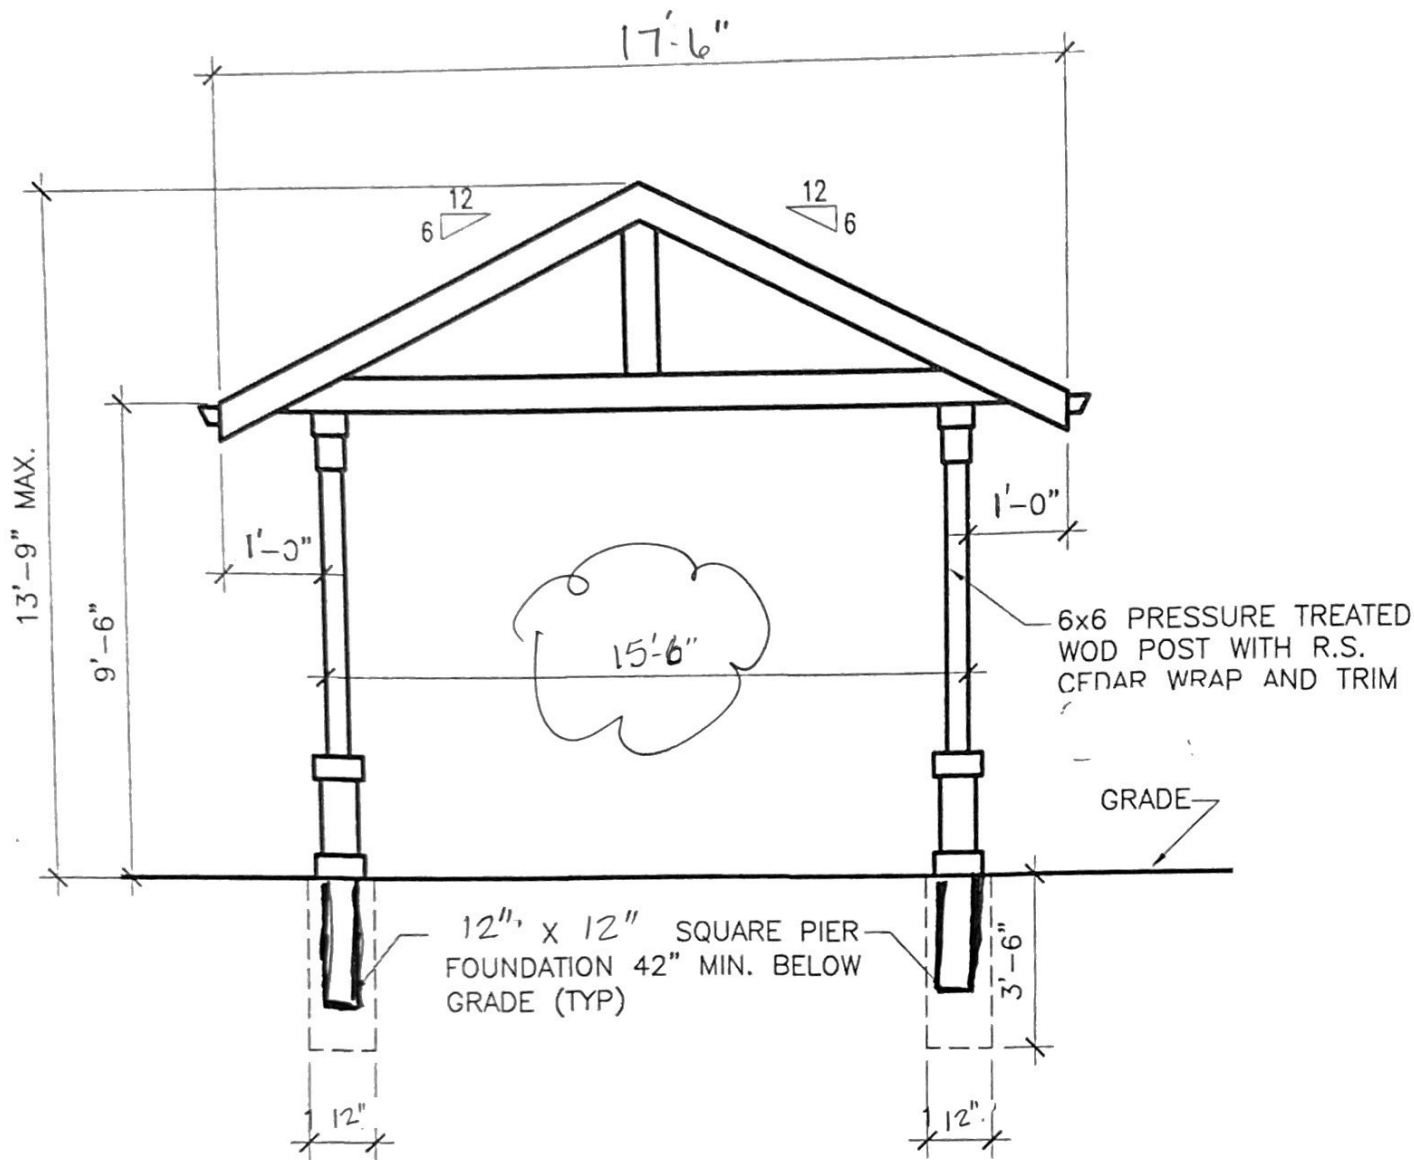 17'-6"
12
6
12
6
13'-9" MAX.
9'-6"
1'-0"
1'-0"
15'-6"
6x6 PRESSURE TREATED
WOD POST WITH R.S.
CEDAR WRAP AND TRIM
GRADE
12" X 12" SQUARE PIER
FOUNDATION 42" MIN. BELOW
GRADE (TYP)
3'-6"
12"
12"